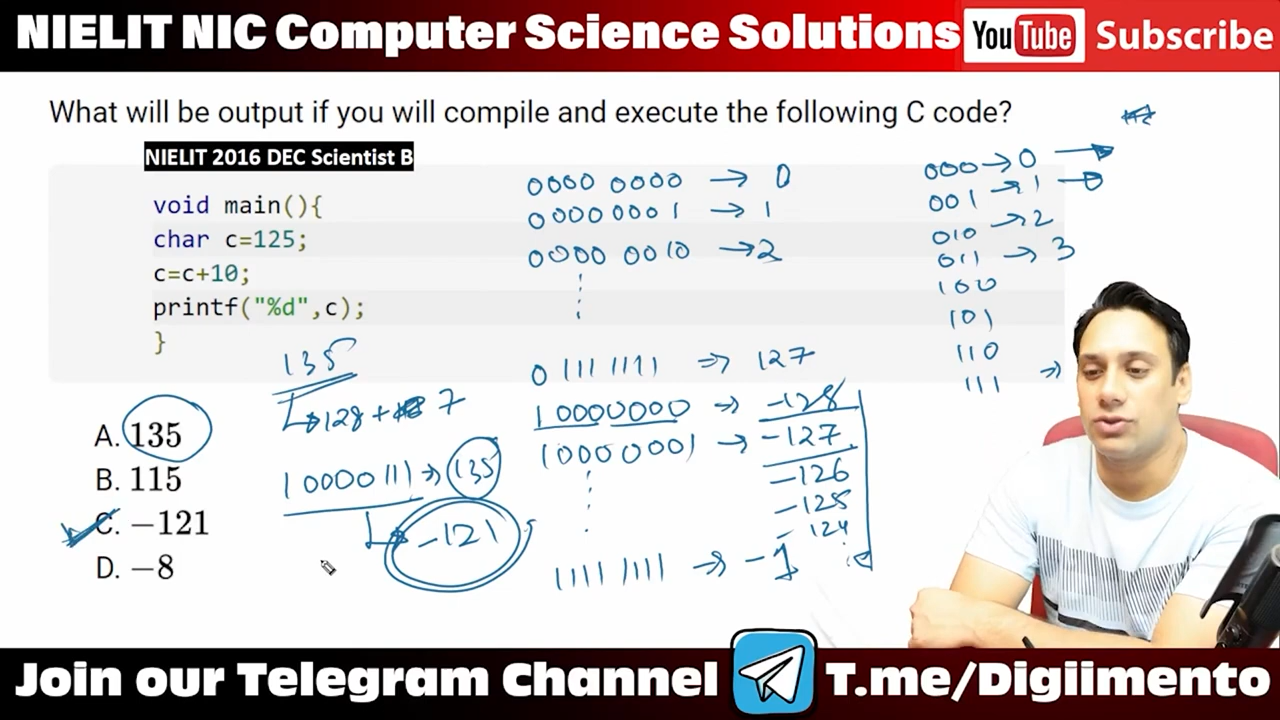 NIELIT NIC Computer Science Solutions
YouTube Subscribe
What will be output if you will compile and execute the following C code?
NIELIT 2016 DEC Scientist B
void main(){
char c=125;
c=c+10;
printf("%d",c);
}
A. 135
B. 115
C. −121
D. −8
135
128 + 7
10000111 → 135
-121
0000 0000 → 0
0000 0001 → 1
0000 0010 → 2
0 111 1111 ⇒ 127
10000000 ⇒ -128
10000001 → -127
-126
-125
-124
1111 1111 ⇒ -1
000 → 0
001 → 1 → 0
010 → 2
011 → 3
100
101
110
111 ⇒
Join our Telegram Channel
T.me/Digiimento